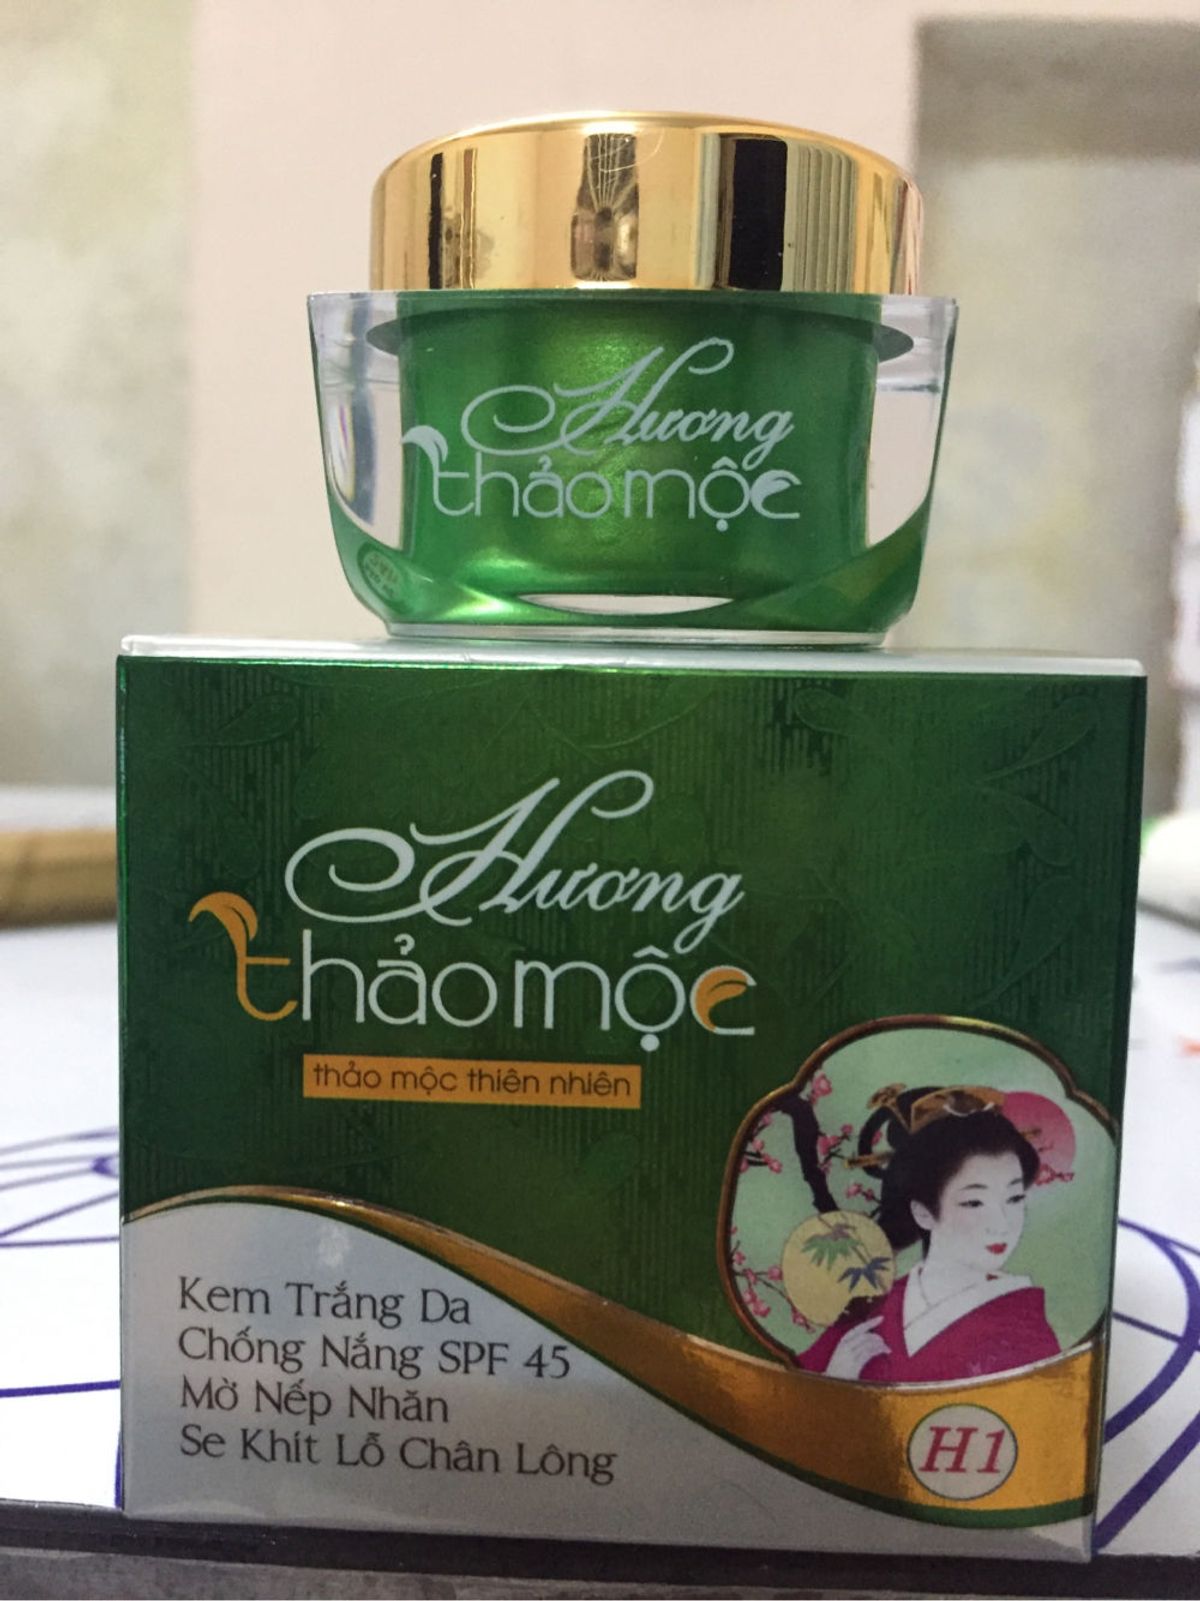 Hương
thảo mộc
Hương
thảo mộc
thảo mộc thiên nhiên
Kem Trắng Da
Chống Nắng SPF 45
Mờ Nếp Nhăn
Se Khít Lỗ Chân Lông
H1